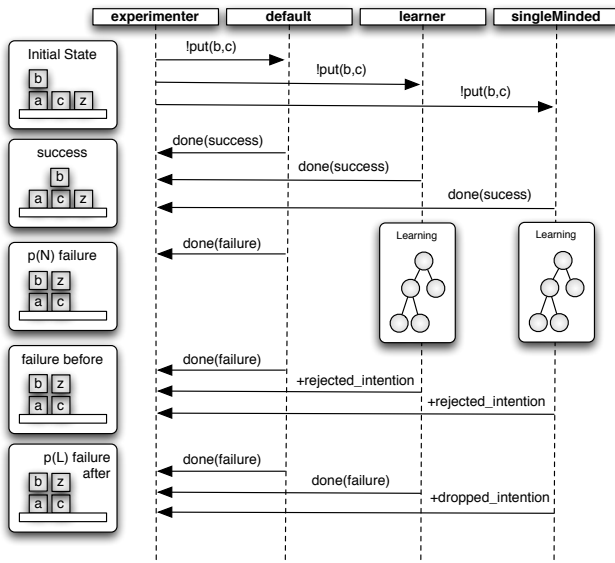 experimenter default learner singleMinded
Initial State
b
a c z
!put(b,c)
!put(b,c)
!put(b,c)
success
b
a c z
done(success)
done(success)
done(sucess)
p(N) failure
b z
a c
done(failure)
Learning
Learning
failure before
b z
a c
done(failure)
+rejected_intention
+rejected_intention
p(L) failure
after
b z
a c
done(failure)
done(failure)
+dropped_intention